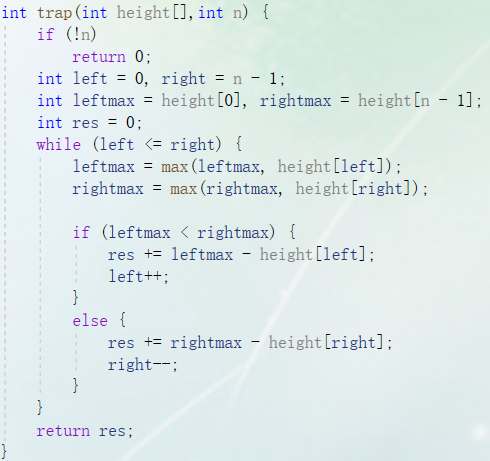 int trap(int height[],int n) {
    if (!n)
        return 0;
    int left = 0, right = n - 1;
    int leftmax = height[0], rightmax = height[n - 1];
    int res = 0;
    while (left <= right) {
        leftmax = max(leftmax, height[left]);
        rightmax = max(rightmax, height[right]);
        if (leftmax < rightmax) {
            res += leftmax - height[left];
            left++;
        }
        else {
            res += rightmax - height[right];
            right--;
        }
    }
    return res;
}